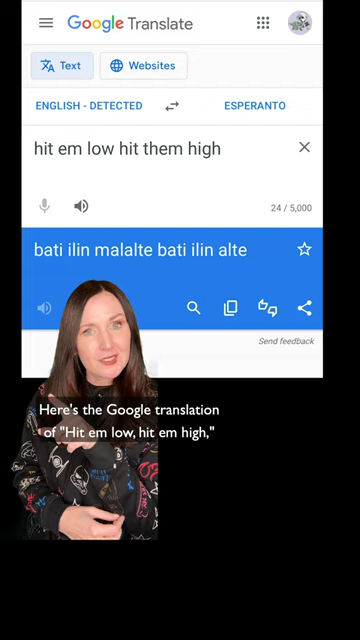 Google Translate
Text
Websites
ENGLISH - DETECTED
ESPERANTO
hit em low hit them high
24 / 5,000
bati ilin malalte bati ilin alte
Send feedback
Here's the Google translation
of "Hit em low, hit em high,"